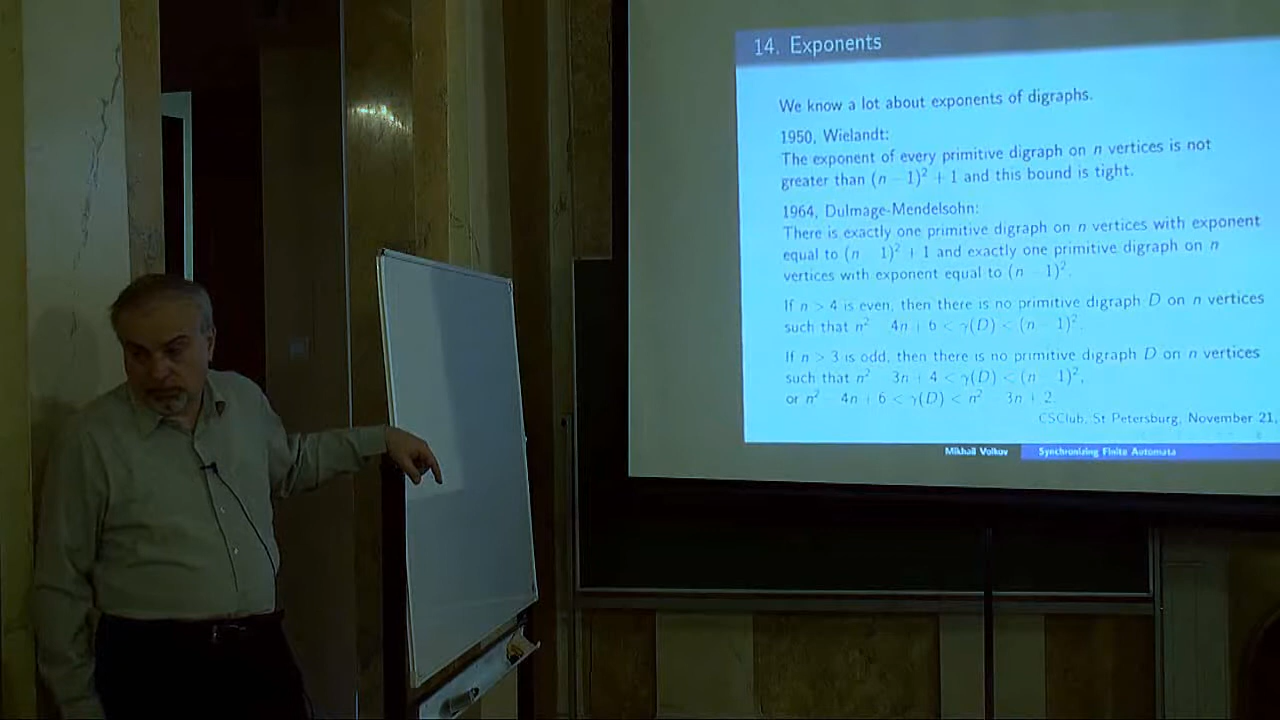 14. Exponents
We know a lot about exponents of digraphs.
1950, Wielandt:
The exponent of every primitive digraph on n vertices is not
greater than (n − 1)² + 1 and this bound is tight.
1964, Dulmage-Mendelsohn:
There is exactly one primitive digraph on n vertices with exponent
equal to (n − 1)² + 1 and exactly one primitive digraph on n
vertices with exponent equal to (n − 1)².
If n > 4 is even, then there is no primitive digraph D on n vertices
such that n² − 4n + 6 < γ(D) < (n − 1)².
If n > 3 is odd, then there is no primitive digraph D on n vertices
such that n² − 3n + 4 < γ(D) < (n − 1)²,
or n² − 4n + 6 < γ(D) < n² − 3n + 2.
CSClub, St Petersburg, November 21,
Mikhail Volkov Synchronizing Finite Automata